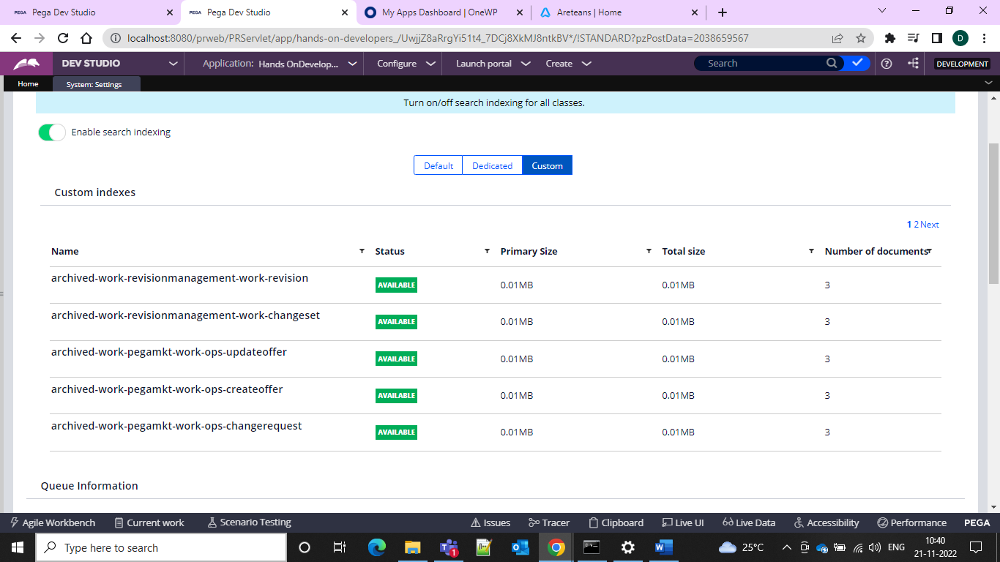 PEGA Pega Dev Studio
PEGA Pega Dev Studio
My Apps Dashboard | OneWP
Areteans | Home
localhost:8080/prweb/PRServlet/app/hands-on-developers_/UwjjZ8aRrgYi51t4_7DCj8XkMJ8ntkBV*/!STANDARD?pzPostData=2038659567
D
DEV STUDIO
Application: Hands OnDevelop...
Configure
Launch portal
Create
Search
DEVELOPMENT
Home
System: Settings
Turn on/off search indexing for all classes.
Enable search indexing
Default
Dedicated
Custom
Custom indexes
1 2 Next
Name Status Primary Size Total size Number of documents
archived-work-revisionmanagement-work-revision AVAILABLE 0.01MB 0.01MB 3
archived-work-revisionmanagement-work-changeset AVAILABLE 0.01MB 0.01MB 3
archived-work-pegamkt-work-ops-updateoffer AVAILABLE 0.01MB 0.01MB 3
archived-work-pegamkt-work-ops-createoffer AVAILABLE 0.01MB 0.01MB 3
archived-work-pegamkt-work-ops-changerequest AVAILABLE 0.01MB 0.01MB 3
Queue Information
Agile Workbench
Current work
Scenario Testing
Issues
Tracer
Clipboard
Live UI
Live Data
Accessibility
Performance
PEGA
Type here to search
1
25°C
ENG
10:40
21-11-2022